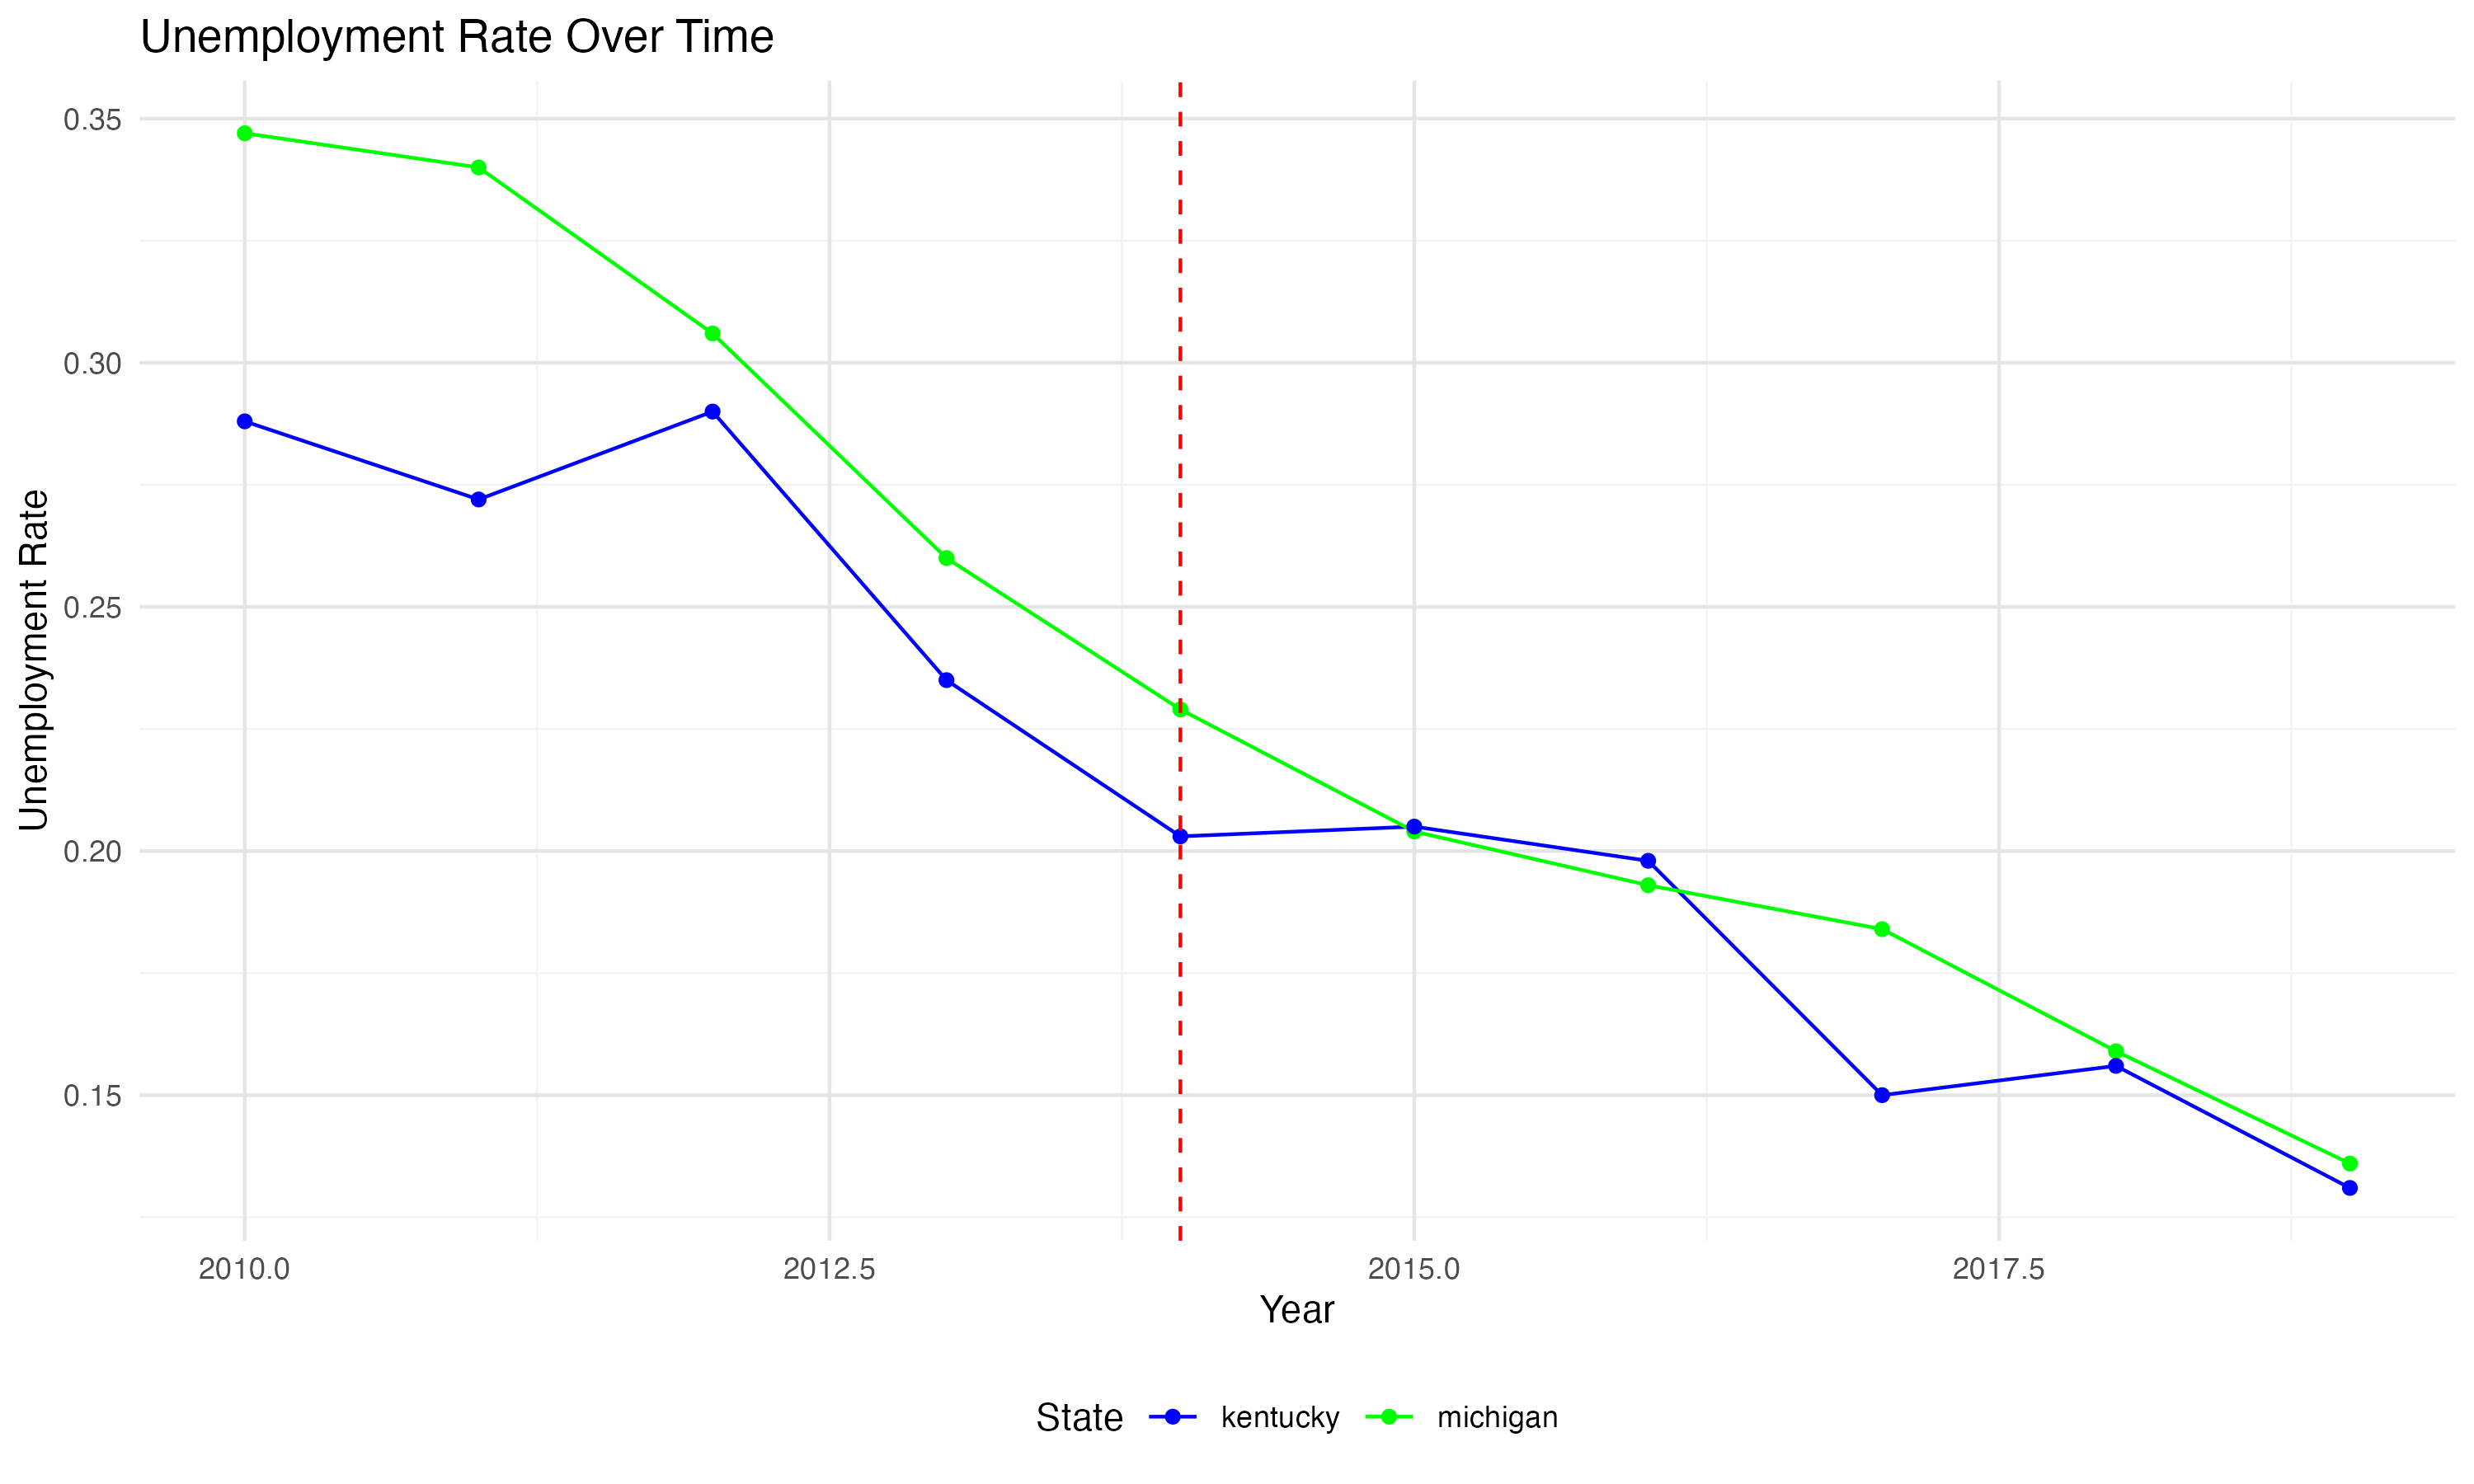 Unemployment Rate Over Time
0.35
0.30
0.25
0.20
0.15
Unemployment Rate
2010.0 2012.5 2015.0 2017.5
Year
State kentucky michigan